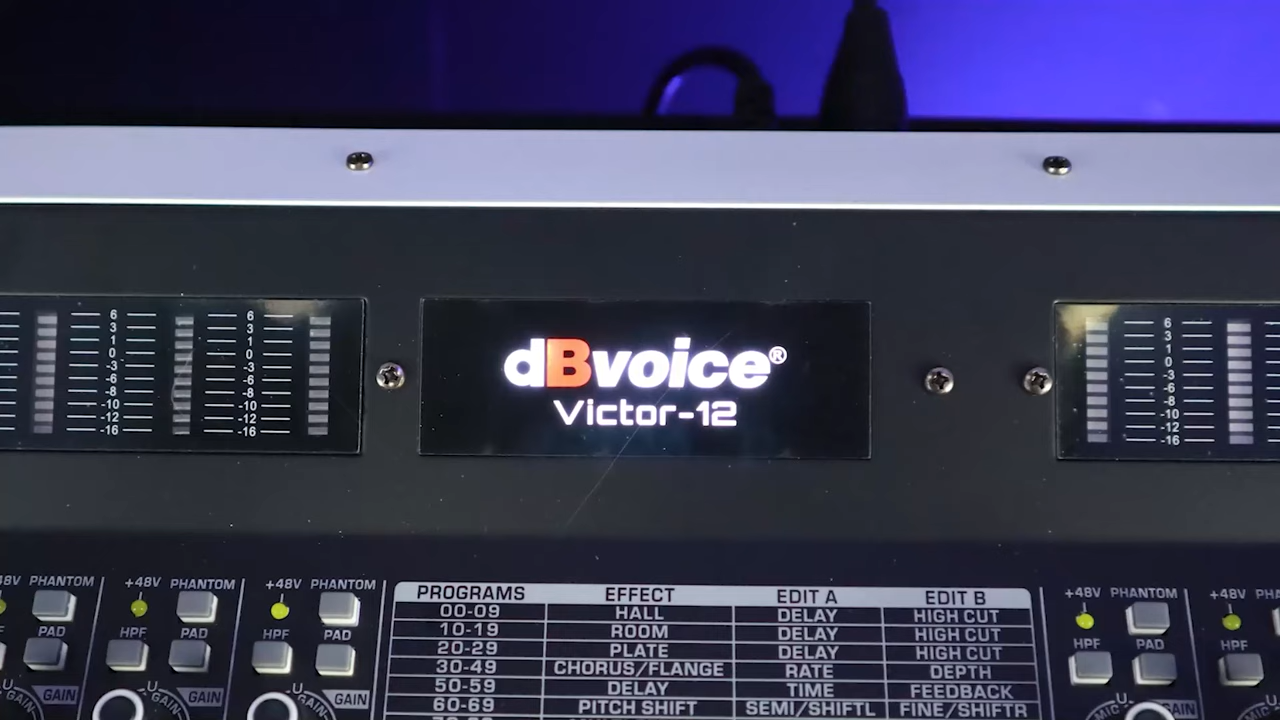 dBvoice®
Victor-12
6 6 6
3 3 3
1 1 1
0 0 0
-3 -3 -3
-6 -6 -6
-8 -8 -8
-10 -10 -10
-12 -12 -12
-16 -16 -16
48V PHANTOM +48V PHANTOM +48V PHANTOM +48V PHANTOM +48V
PAD HPF PAD HPF PAD HPF PAD HPF
GAIN U GAIN GAIN U GAIN GAIN U MIC GAIN U GAIN
PROGRAMS EFFECT EDIT A EDIT B
00-09 HALL DELAY HIGH CUT
10-19 ROOM DELAY HIGH CUT
20-29 PLATE DELAY HIGH CUT
30-49 CHORUS/FLANGE RATE DEPTH
50-59 DELAY TIME FEEDBACK
60-69 PITCH SHIFT SEMI/SHIFTL FINE/SHIFTR